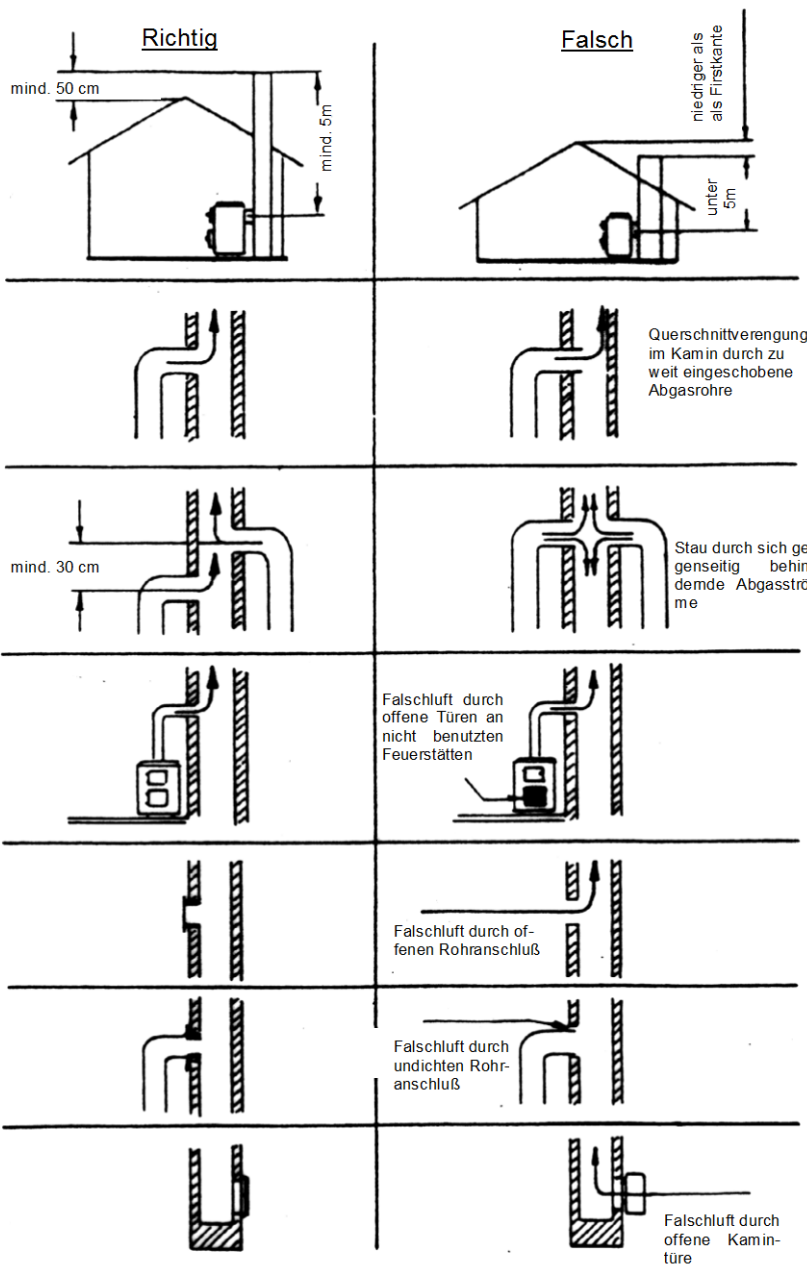 Richtig
Falsch
mind. 50 cm
mind. 5m
niedriger als
als Firstkante
unter
5m
Querschnittverengung
im Kamin durch zu
weit eingeschobene
Abgasrohre
mind. 30 cm
Stau durch sich ge
genseitig behin
dernde Abgasströ
me
Falschluft durch
offene Türen an
nicht benutzten
Feuerstätten
Falschluft durch of-
fenen Rohranschluß
Falschluft durch
undichten Rohr-
anschluß
Falschluft durch
offene Kamin-
türe